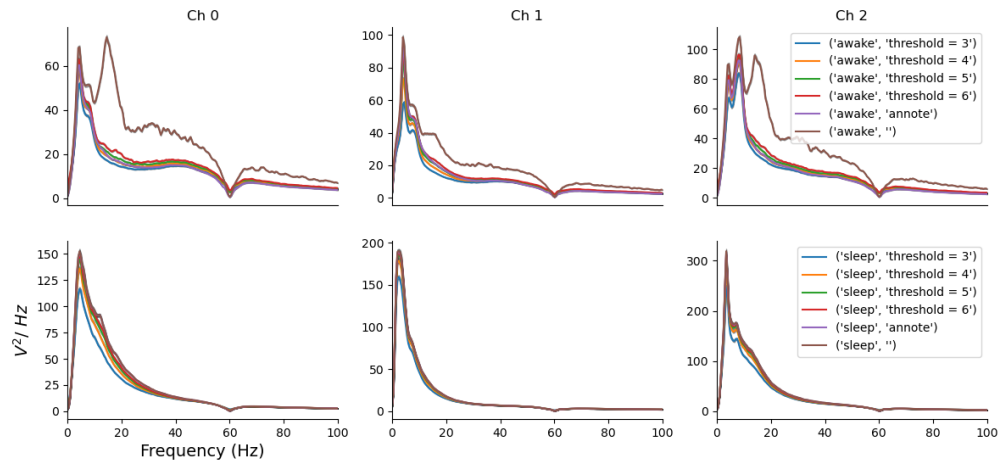 Ch 0
Ch 1
Ch 2
60
40
20
0
100
80
60
40
20
0
100
80
60
40
20
0
('awake', 'threshold = 3')
('awake', 'threshold = 4')
('awake', 'threshold = 5')
('awake', 'threshold = 6')
('awake', 'annote')
('awake', '')
V²/ Hz
150
125
100
75
50
25
0
0 20 40 60 80 100
Frequency (Hz)
200
150
100
50
0
0 20 40 60 80 100
300
200
100
0
0 20 40 60 80 100
('sleep', 'threshold = 3')
('sleep', 'threshold = 4')
('sleep', 'threshold = 5')
('sleep', 'threshold = 6')
('sleep', 'annote')
('sleep', '')